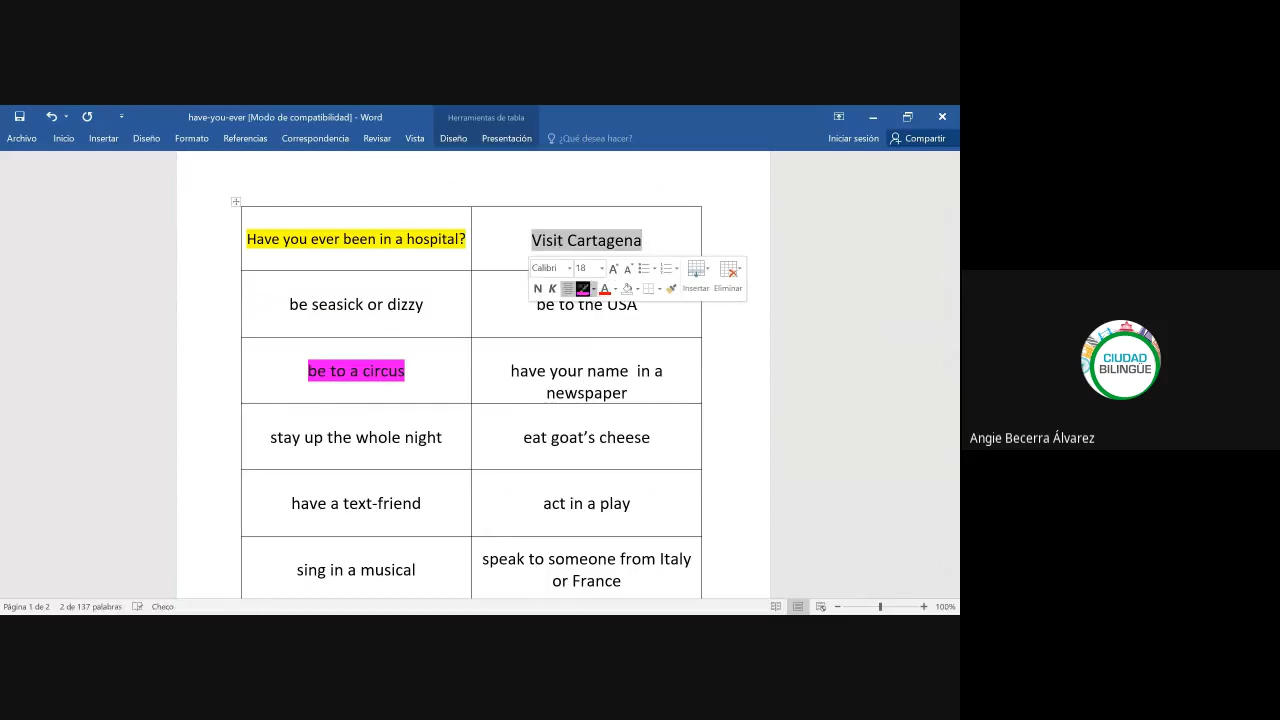 have-you-ever [Modo de compatibilidad] - Word
Herramientas de tabla
Archivo Inicio Insertar Diseño Formato Referencias Correspondencia Revisar Vista Diseño Presentación ¿Qué desea hacer? Iniciar sesión Compartir
Have you ever been in a hospital? Visit Cartagena
Calibri 18
N K A Insertar Eliminar
be seasick or dizzy be to the USA
be to a circus have your name in a
newspaper
stay up the whole night eat goat's cheese
have a text-friend act in a play
sing in a musical speak to someone from Italy
or France
Página 1 de 2 2 de 137 palabras Checo 100%
CIUDAD
BILINGÜE
Angie Becerra Álvarez